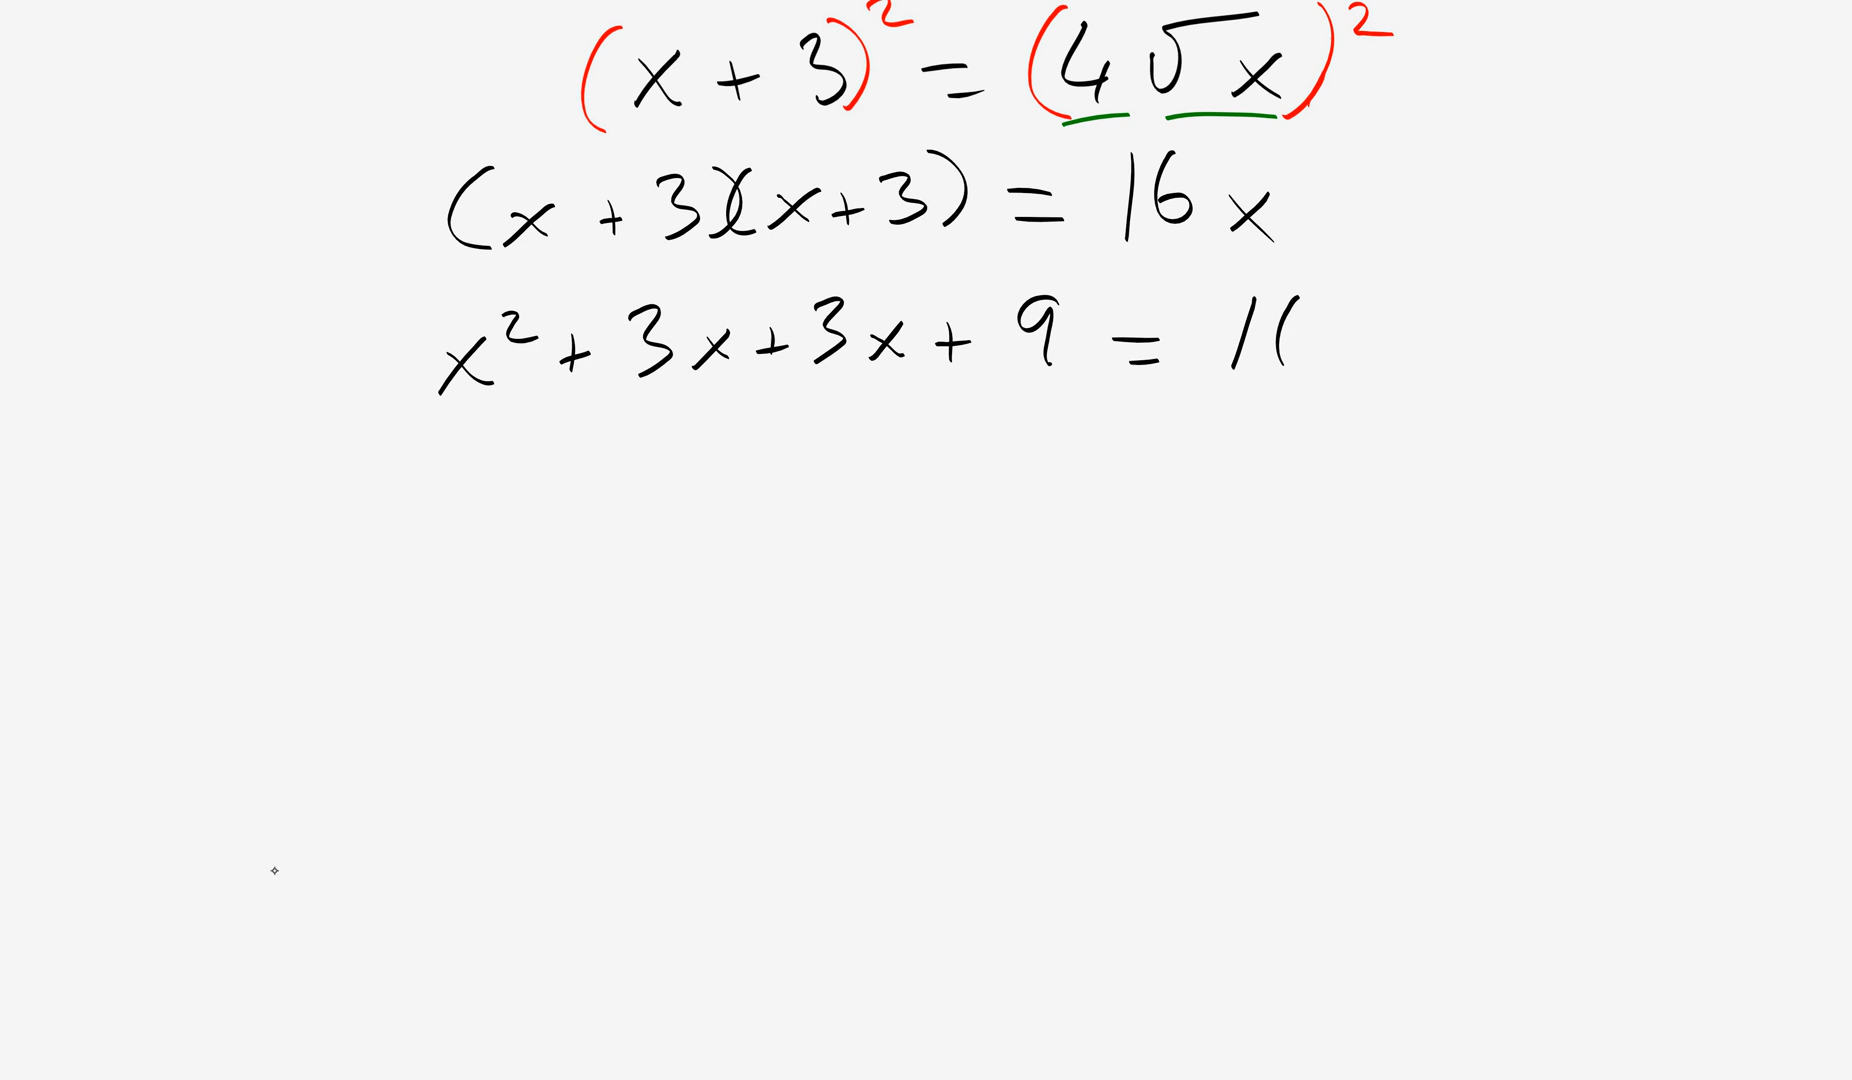 (x + 3)² = (4 √x)²
(x + 3)(x + 3) = 16x
x² + 3x + 3x + 9 = 1(